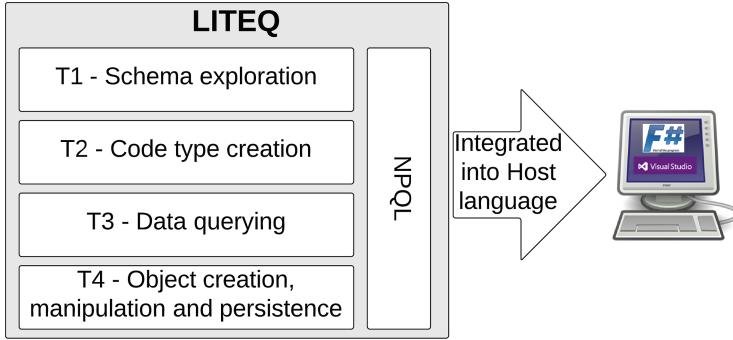 LITEQ
T1 - Schema exploration
T2 - Code type creation
T3 - Data querying
T4 - Object creation,
manipulation and persistence
NPQL
Integrated
into Host
language
F#
Visual Studio